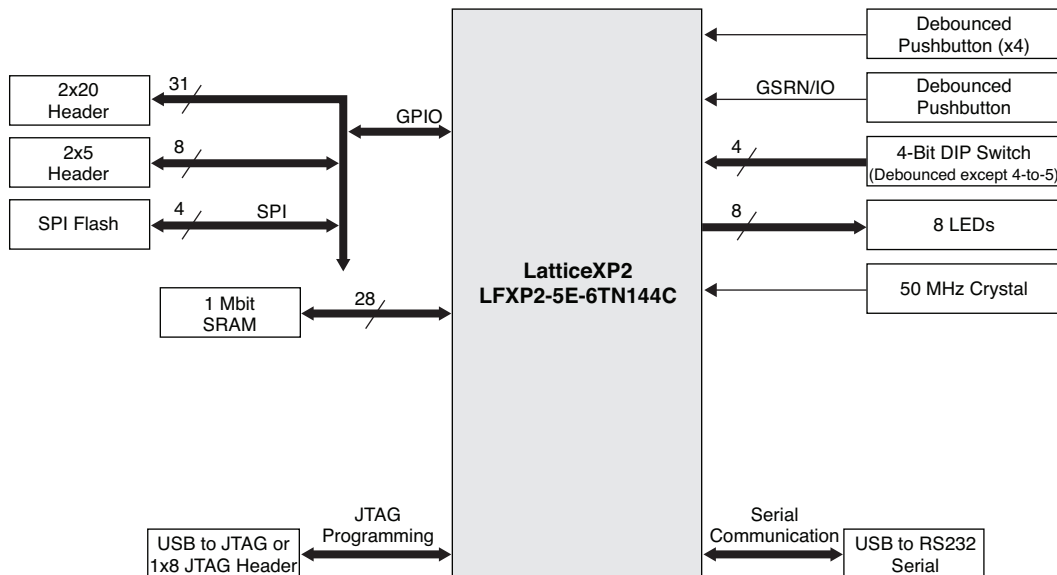 2x20
Header
31
2x5
Header
8
SPI Flash
4
SPI
GPIO
1 Mbit
SRAM
28
USB to JTAG or
1x8 JTAG Header
JTAG
Programming
LatticeXP2
LFXP2-5E-6TN144C
Debounced
Pushbutton (x4)
GSRN/IO
Debounced
Pushbutton
4
4-Bit DIP Switch
(Debounced except 4-to-5)
8
8 LEDs
50 MHz Crystal
Serial
Communication
USB to RS232
Serial